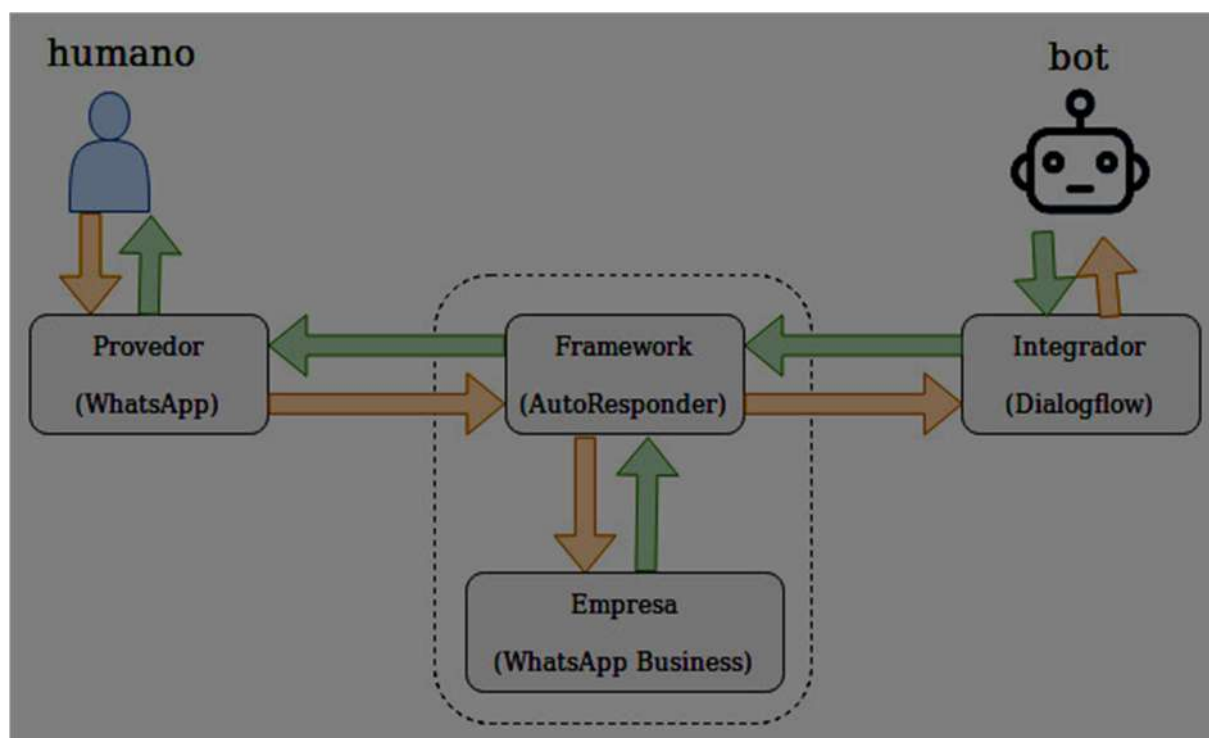 humano
bot
Provedor
(WhatsApp)
Framework
(AutoResponder)
Integrador
(Dialogflow)
Empresa
(WhatsApp Business)